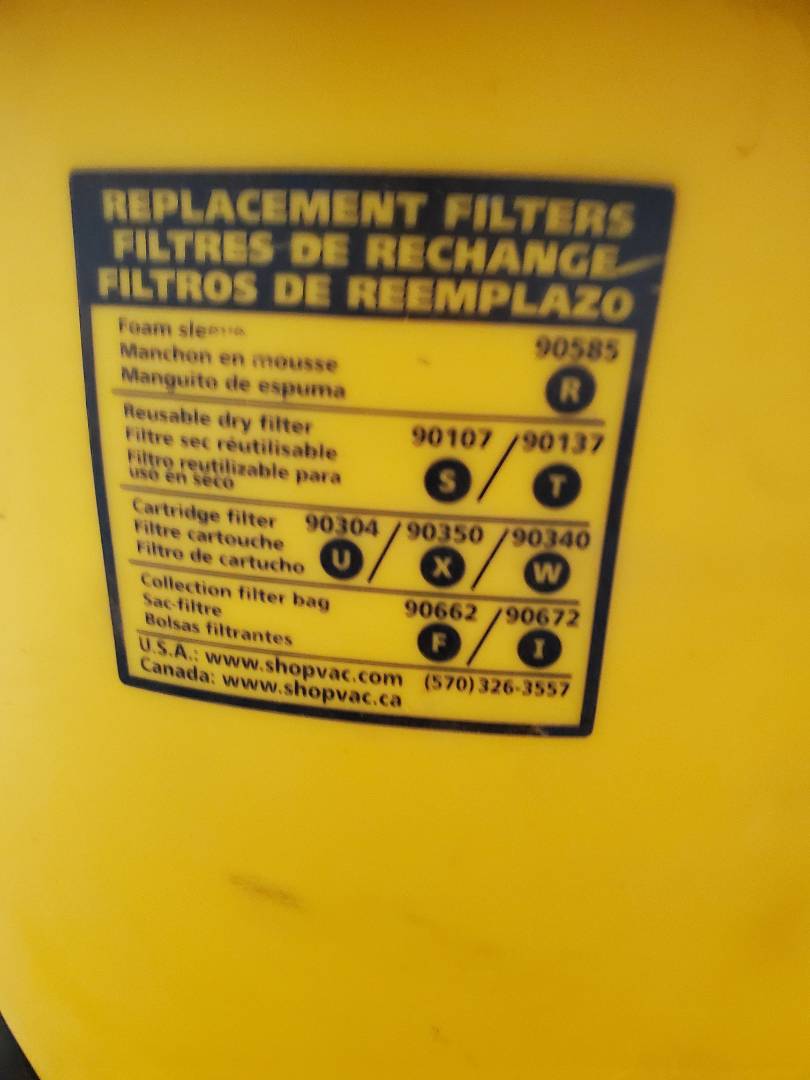 REPLACEMENT FILTERS
FILTRES DE RECHANGE
FILTROS DE REEMPLAZO
Foam
Manchon en mousse
Manguito de espuma
90585
R
Reusable dry filter
Filtre sec réutilisable
Filtro reutilizable para
uso en seco
90107 / 90137
S / T
Cartridge filter
Filtre cartouche
Filtro de cartucho
90304 / 90350 / 90340
U / X / W
Collection filter bag
Sac-filtre
Bolsas filtrantes
90662 / 90672
F / I
U.S.A.: www.shopvac.com (570) 326-3557
Canada: www.shopvac.ca